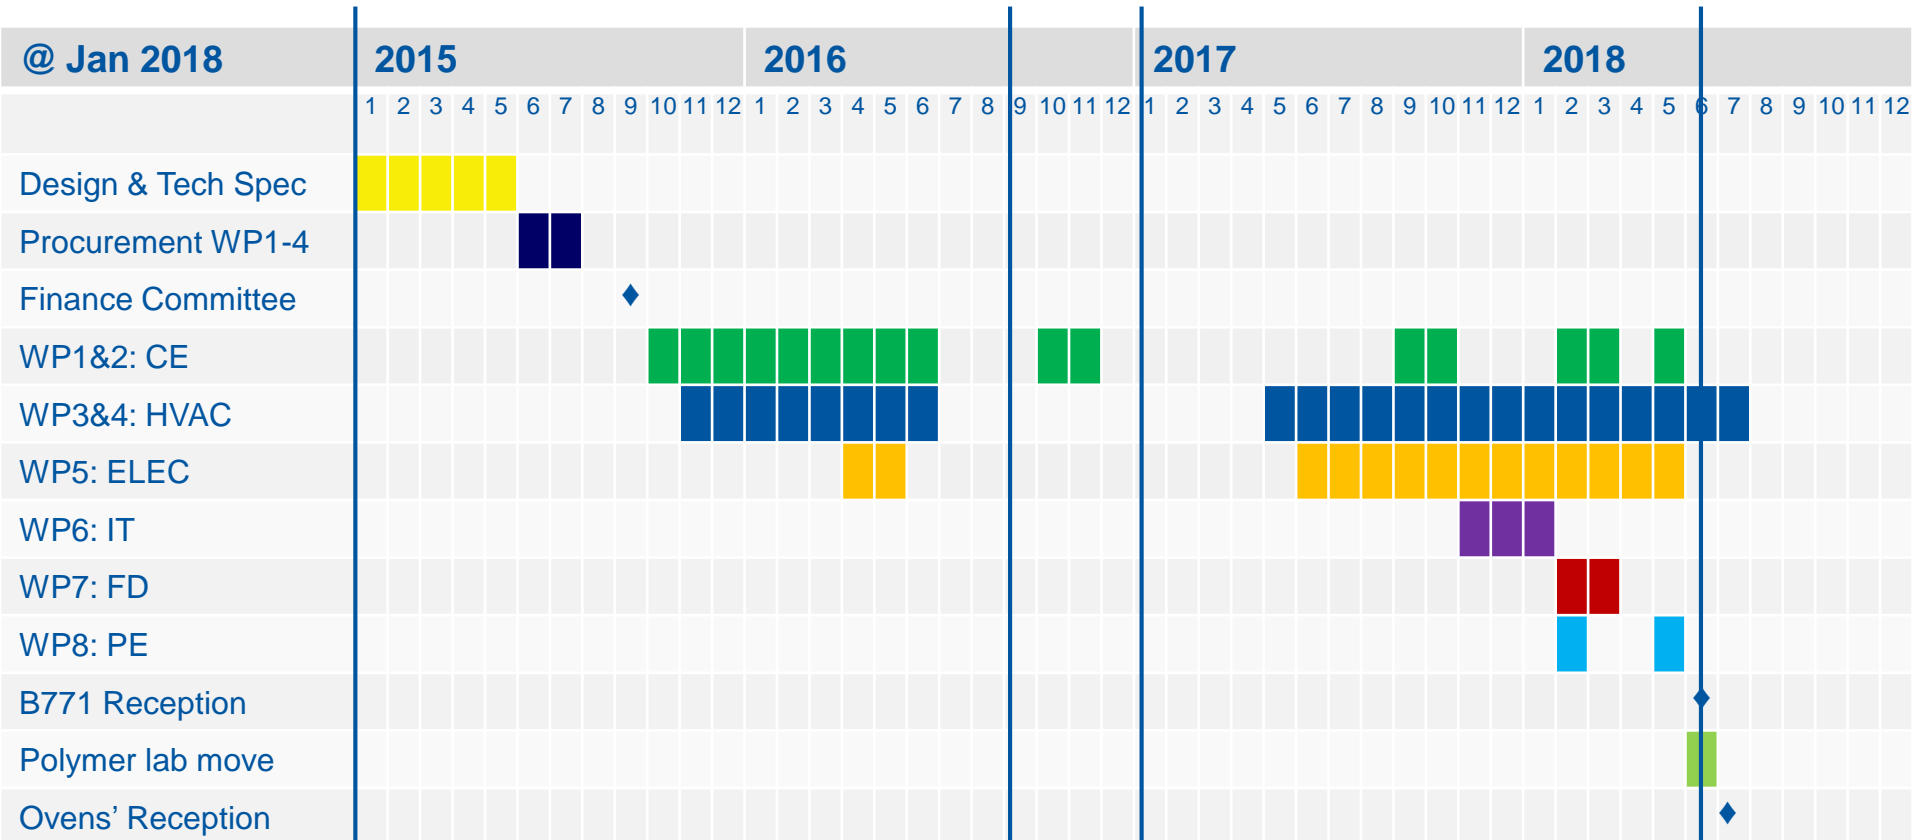 @ Jan 2018 2015 2016 2017 2018
1 2 3 4 5 6 7 8 9 10 11 12 1 2 3 4 5 6 7 8 9 10 11 12 1 2 3 4 5 6 7 8 9 10 11 12 1 2 3 4 5 6 7 8 9 10 11 12
Design & Tech Spec
Procurement WP1-4
Finance Committee
WP1&2: CE
WP3&4: HVAC
WP5: ELEC
WP6: IT
WP7: FD
WP8: PE
B771 Reception
Polymer lab move
Ovens’ Reception